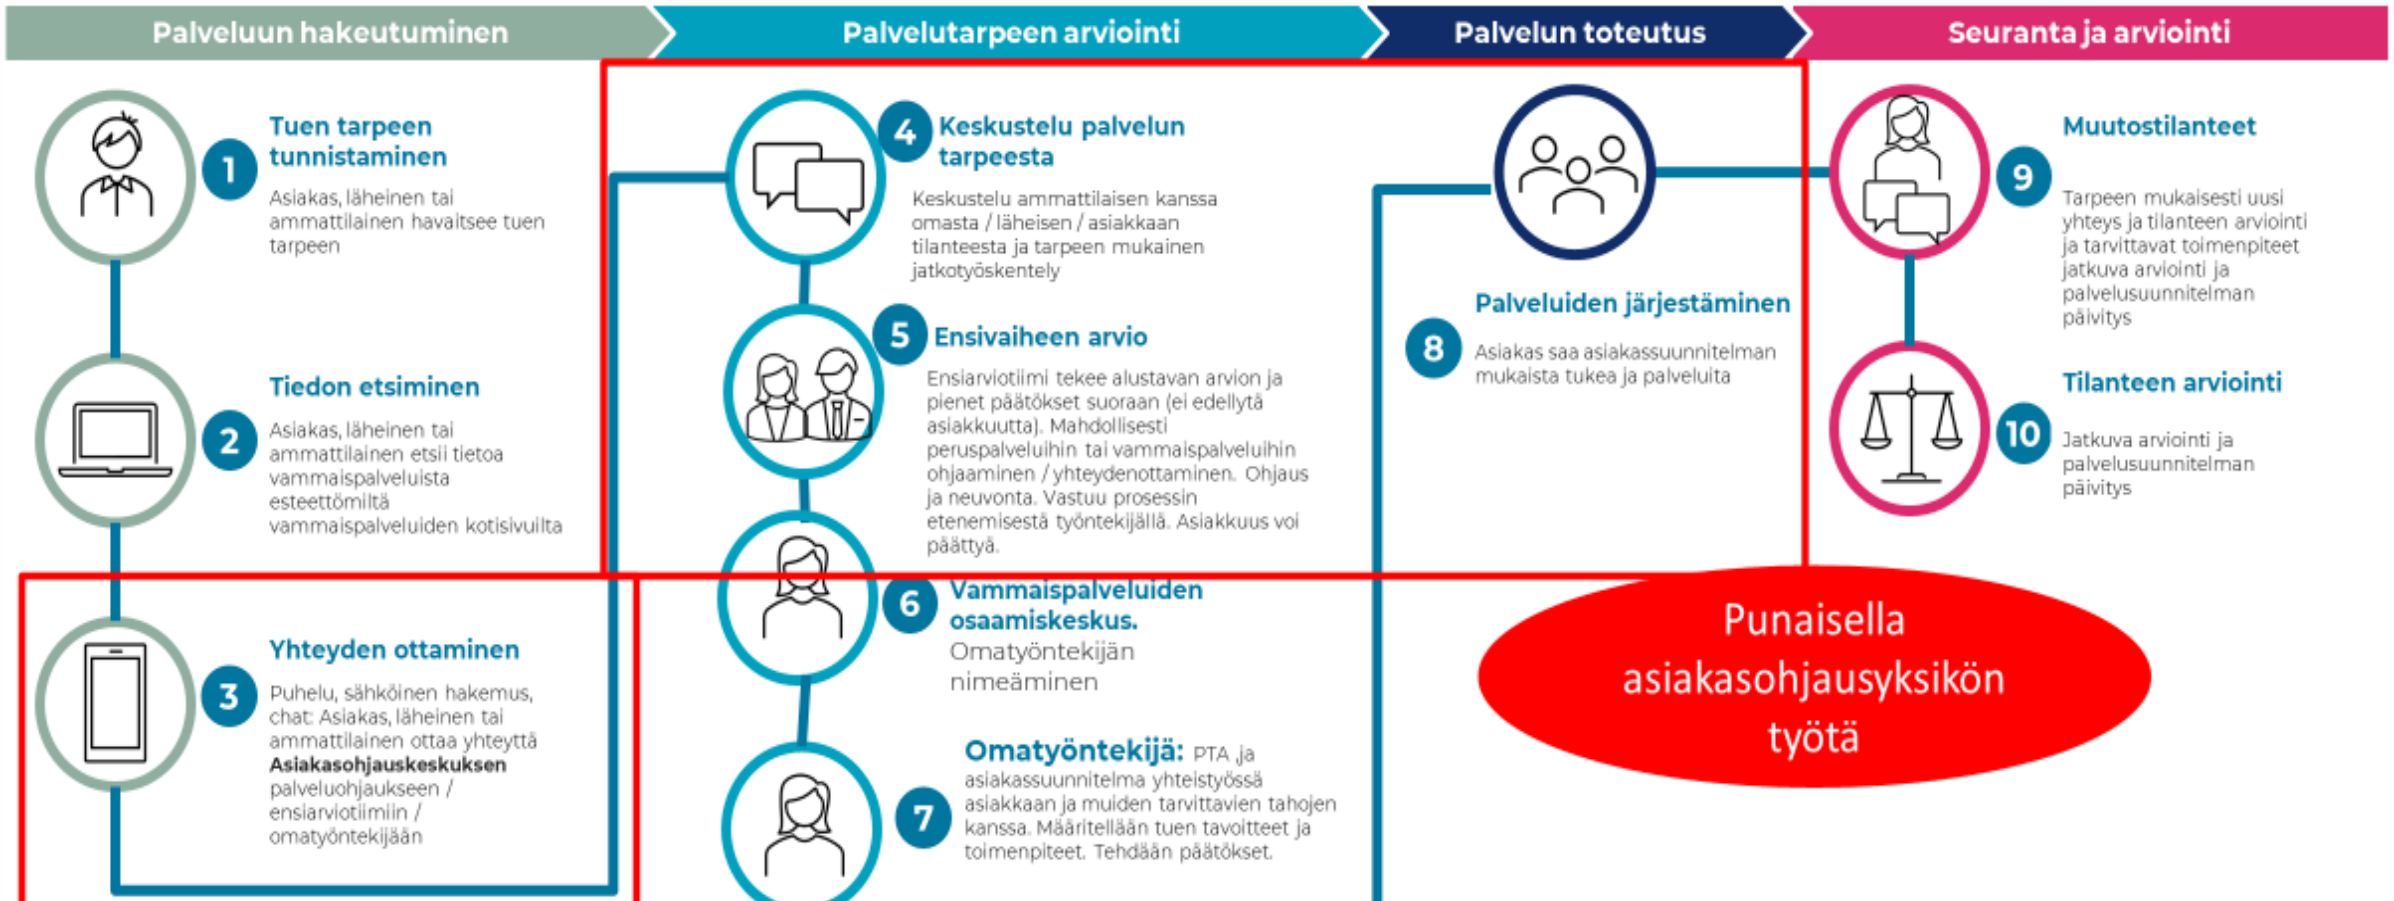 Palveluun hakeutuminen
Palvelutarpeen arviointi
Palvelun toteutus
Seuranta ja arviointi
1
Tuen tarpeen
tunnistaminen
Asiakas, läheinen tai
ammattilainen havaitsee tuen
tarpeen
2
Tiedon etsiminen
Asiakas, läheinen tai
ammattilainen etsii tietoa
vammaispalveluista
esteettömiltä
vammaispalveluiden kotisivuilta
3
Yhteyden ottaminen
Puhelu, sähköinen hakemus,
chat: Asiakas, läheinen tai
ammattilainen ottaa yhteyttä
Asiakasohjauskeskuksen
palveluohjaukseen /
ensiarviotiimiin /
omatyöntekijään
4
Keskustelu palvelun
tarpeesta
Keskustelu ammattilaisen kanssa
omasta / läheisen / asiakkaan
tilanteesta ja tarpeen mukainen
jatkotyöskentely
5
Ensivaiheen arvio
Ensiarviotiimi tekee alustavan arvion ja
pienet päätökset suoraan (ei edellytä
asiakkuutta). Mahdollisesti
peruspalveluihin tai vammaispalveluihin
ohjaaminen / yhteydenottaminen. Ohjaus
ja neuvonta. Vastuu prosessin
etenemisestä työntekijällä. Asiakkuus voi
päättyä.
6
Vammaispalveluiden
osaamiskeskus.
Omatyöntekijän
nimeäminen
7
Omatyöntekijä: PTA ,ja
asiakassuunnitelma yhteistyössä
asiakkaan ja muiden tarvittavien tahojen
kanssa. Määritellään tuen tavoitteet ja
toimenpiteet. Tehdään päätökset.
8
Palveluiden järjestäminen
Asiakas saa asiakassuunnitelman
mukaista tukea ja palveluita
9
Muutostilanteet
Tarpeen mukaisesti uusi
yhteys ja tilanteen arviointi
ja tarvittavat toimenpiteet
jatkuva arviointi ja
palvelusuunnitelman
päivitys
10
Tilanteen arviointi
Jatkuva arviointi ja
palvelusuunnitelman
päivitys
Punaisella
asiakasohjausyksikön
työtä